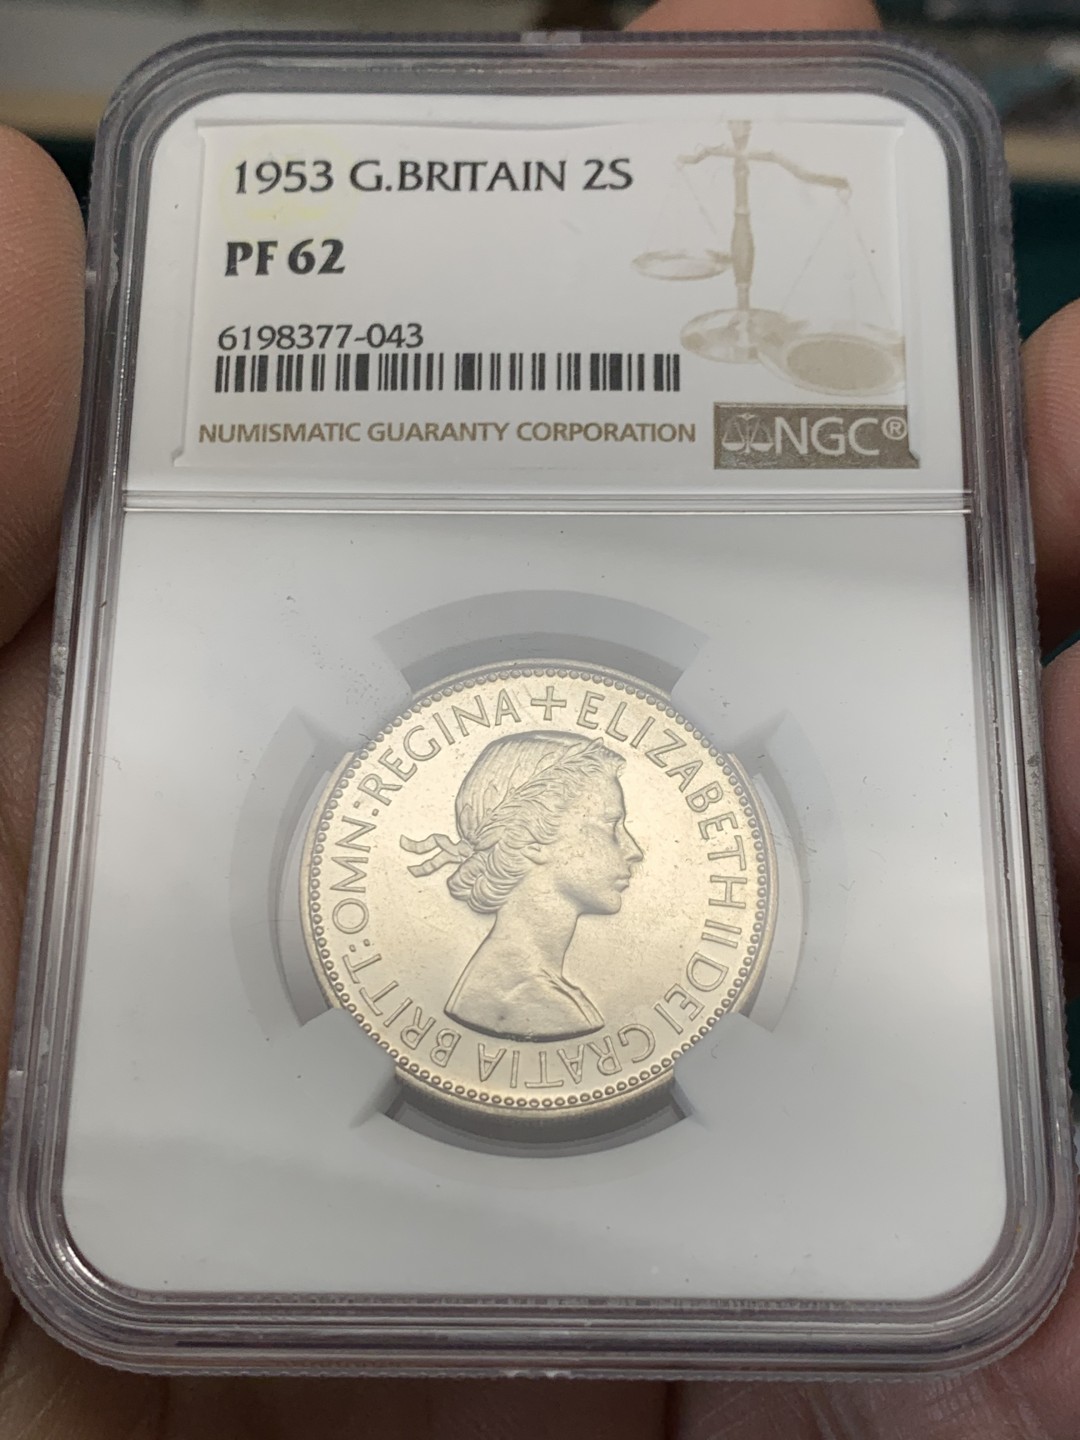 1953 G.BRITAIN 2S
PF 62
6198377-043
NUMISMATIC GUARANTY CORPORATION
NGC®
+ ELIZABETH II DEI GRATIA BRITT:OMN:REGINA